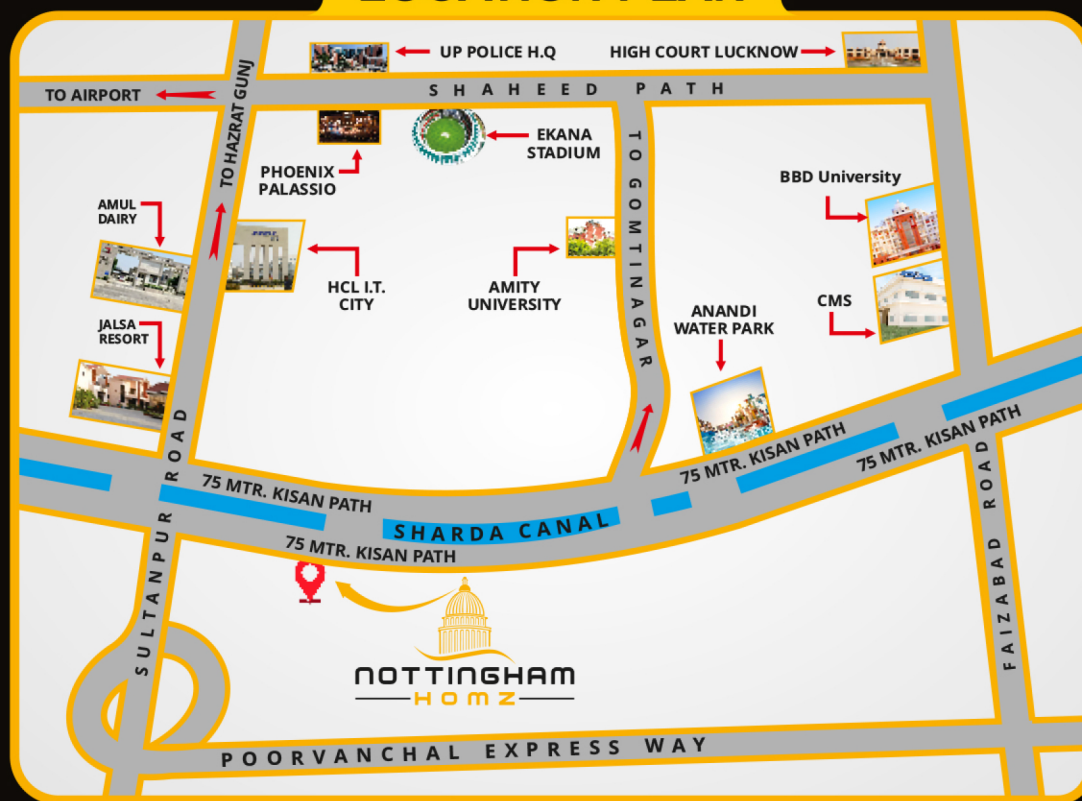 LOCATION PLAN
UP POLICE H.Q
HIGH COURT LUCKNOW
TO AIRPORT
SHAHEED PATH
TO HAZRAT GUNJ
PHOENIX
PALASSIO
EKANA
STADIUM
TO GOMTINAGAR
BBD University
AMUL
DAIRY
HCL I.T.
CITY
AMITY
UNIVERSITY
ANANDI
WATER PARK
CMS
JALSA
RESORT
SULTANPUR ROAD
75 MTR. KISAN PATH
75 MTR. KISAN PATH
75 MTR. KISAN PATH
SHARDA CANAL
75 MTR. KISAN PATH
FAIZABAD ROAD
NOTTINGHAM
HOMZ
POORVANCHAL EXPRESS WAY